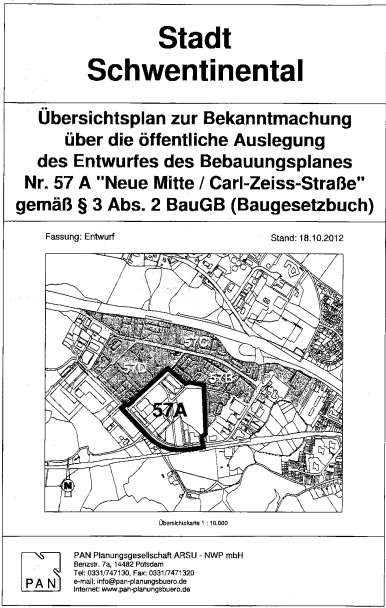 Stadt
Schwentinental
Übersichtsplan zur Bekanntmachung
über die öffentliche Auslegung
des Entwurfes des Bebauungsplanes
Nr. 57 A "Neue Mitte / Carl-Zeiss-Straße"
gemäß § 3 Abs. 2 BauGB (Baugesetzbuch)
Fassung: Entwurf
Stand: 18.10.2012
57C
57D
57B
57A
N
Übersichtskarte 1 : 10.000
PAN
PAN Planungsgesellschaft ARSU - NWP mbH
Benzstr. 7a, 14482 Potsdam
Tel: 0331/747130, Fax: 0331/7471320
e-mail: info@pan-planungsbuero.de
Internet: www.pan-planungsbuero.de